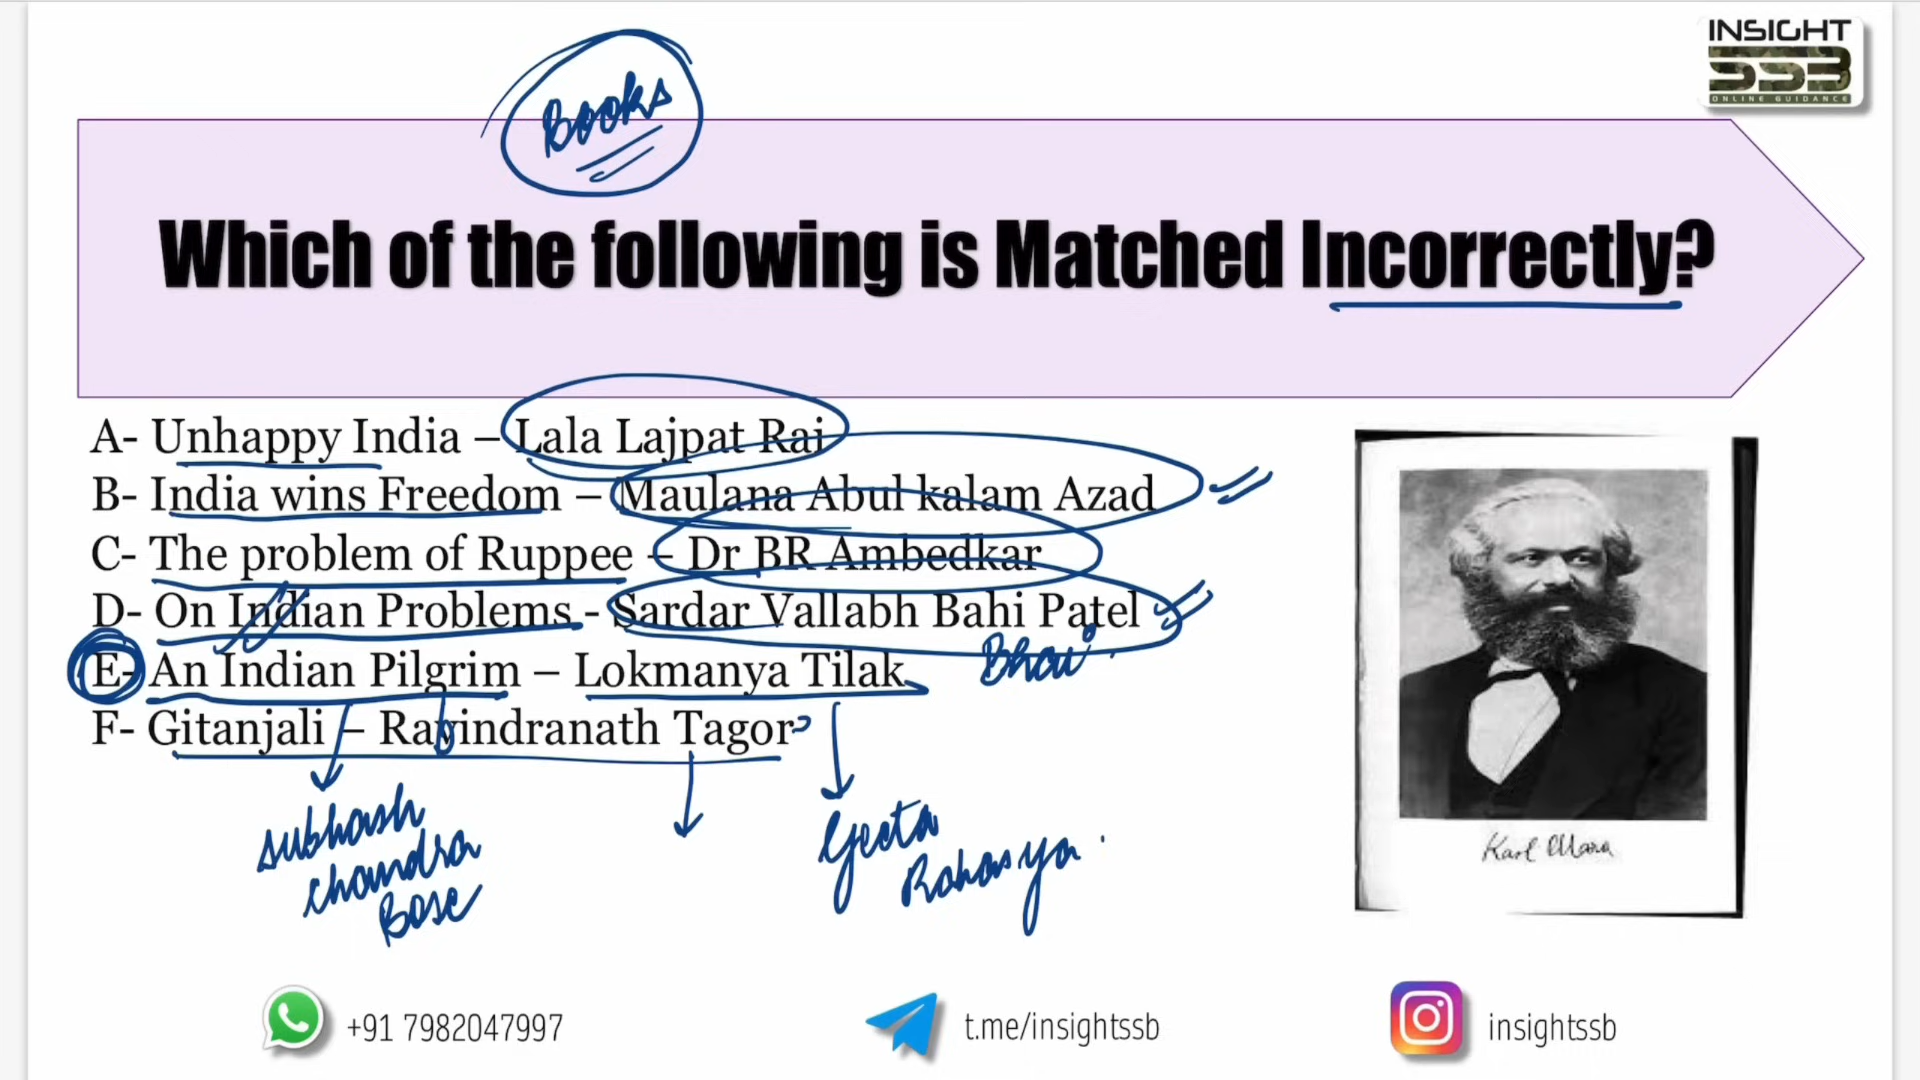 INSIGHT
SSB
ONLINE GUIDANCE
Books
Which of the following is Matched Incorrectly?
A- Unhappy India – Lala Lajpat Rai
B- India wins Freedom – Maulana Abul kalam Azad
C- The problem of Ruppee – Dr BR Ambedkar
D- On Indian Problems - Sardar Vallabh Bahi Patel
Bhai
E- An Indian Pilgrim – Lokmanya Tilak
F- Gitanjali – Ravindranath Tagor
subhash
chandra
Bose
Geeta
Rahasya.
Karl Marx
+91 7982047997
t.me/insightssb
insightssb